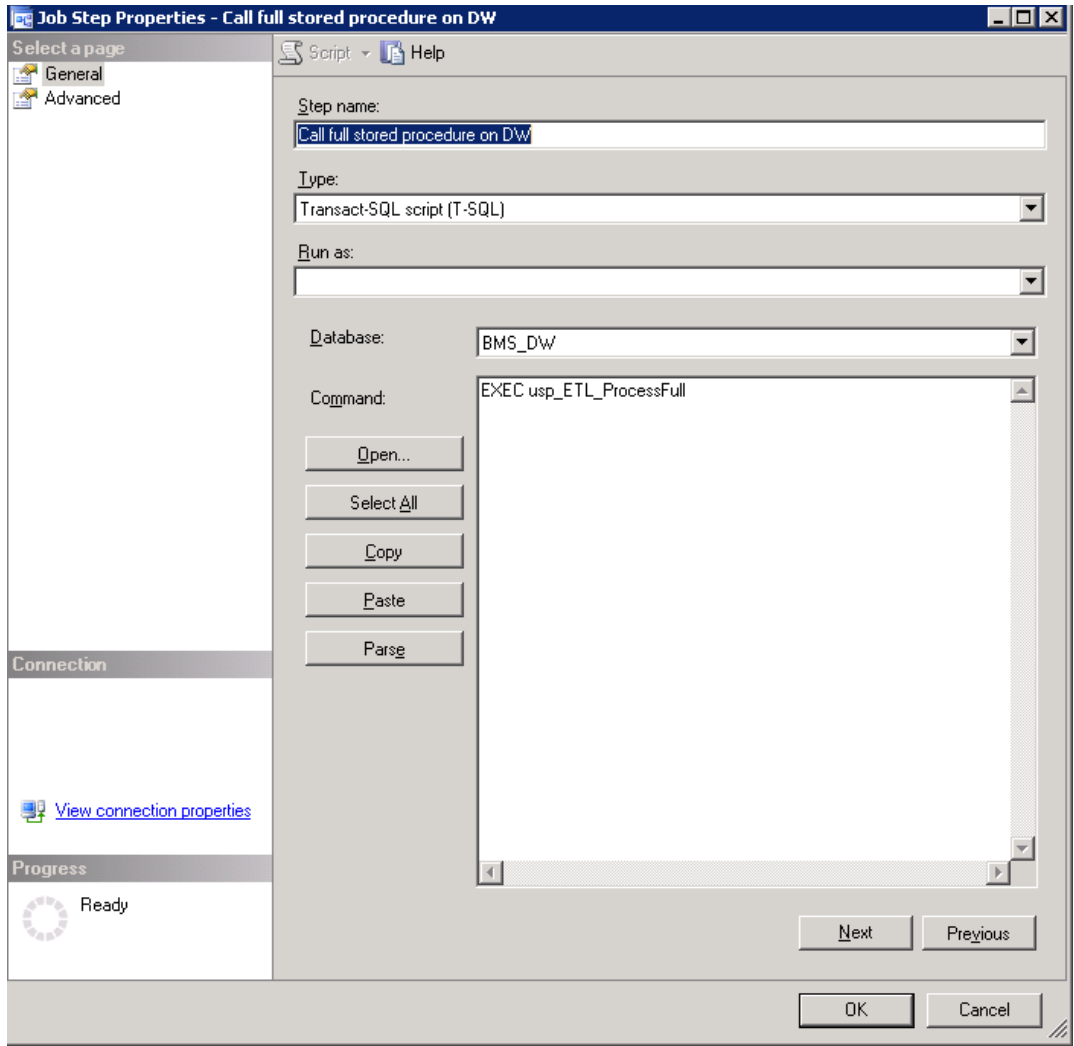 Job Step Properties - Call full stored procedure on DW
Select a page
General
Advanced
Script
Help
Step name:
Call full stored procedure on DW
Type:
Transact-SQL script (T-SQL)
Run as:
Database:
BMS_DW
Command:
EXEC usp_ETL_ProcessFull
Open...
Select All
Copy
Paste
Parse
Connection
View connection properties
Progress
Ready
Next
Previous
OK
Cancel